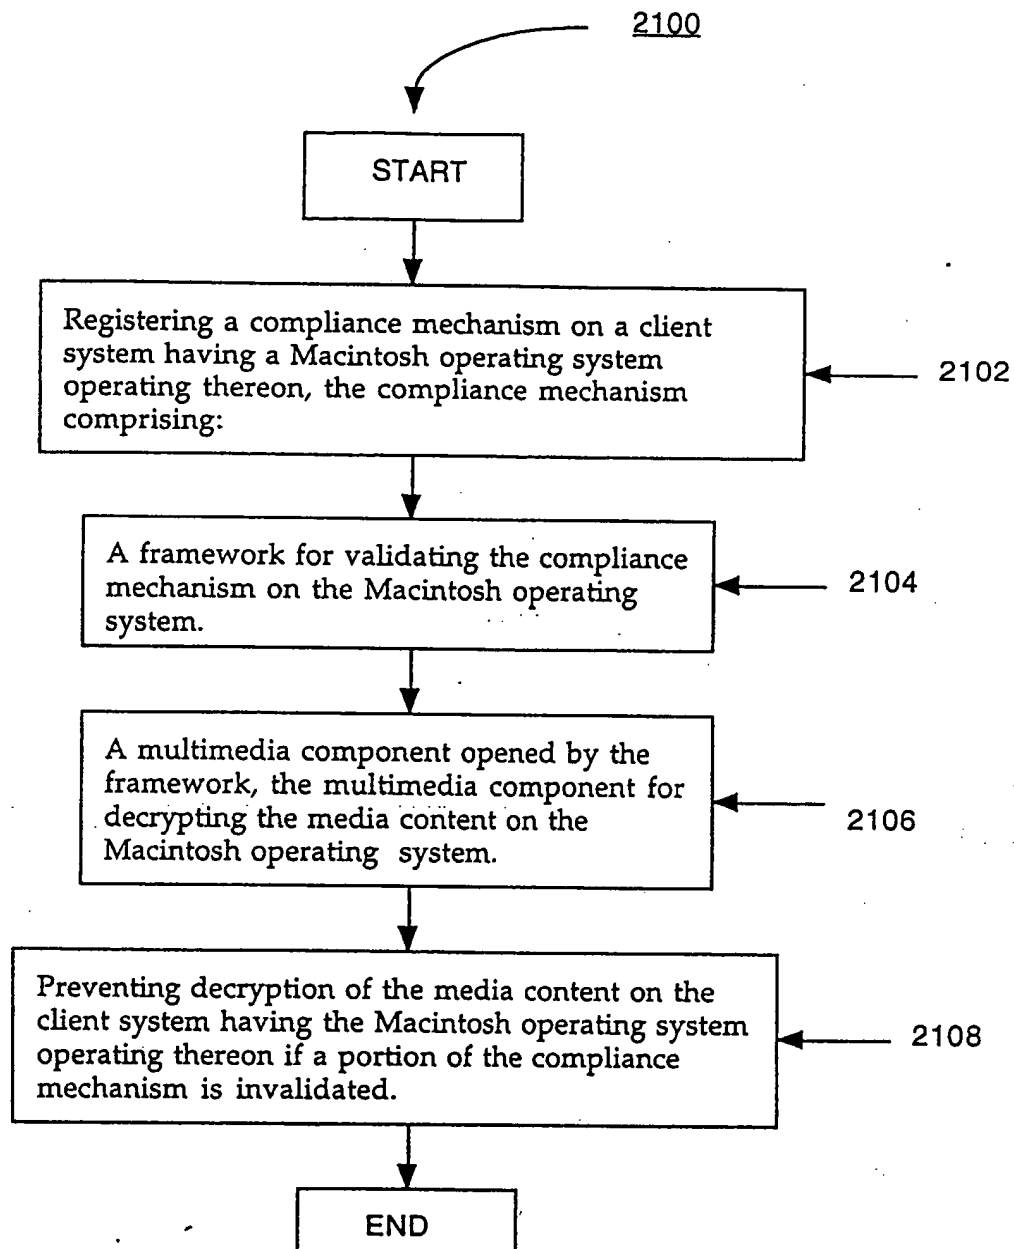 2100
START
Registering a compliance mechanism on a client
system having a Macintosh operating system
operating thereon, the compliance mechanism
comprising:
2102
A framework for validating the compliance
mechanism on the Macintosh operating
system.
2104
A multimedia component opened by the
framework, the multimedia component for
decrypting the media content on the
Macintosh operating system.
2106
Preventing decryption of the media content on the
client system having the Macintosh operating system
operating thereon if a portion of the compliance
mechanism is invalidated.
2108
END